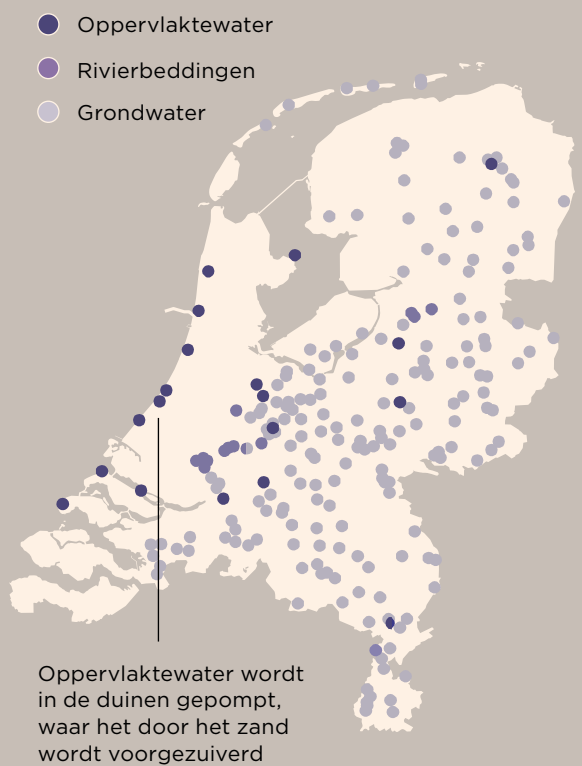 Oppervlaktewater
Rivierbeddingen
Grondwater
Oppervlaktewater wordt
in de duinen gepompt,
waar het door het zand
wordt voorgezuiverd